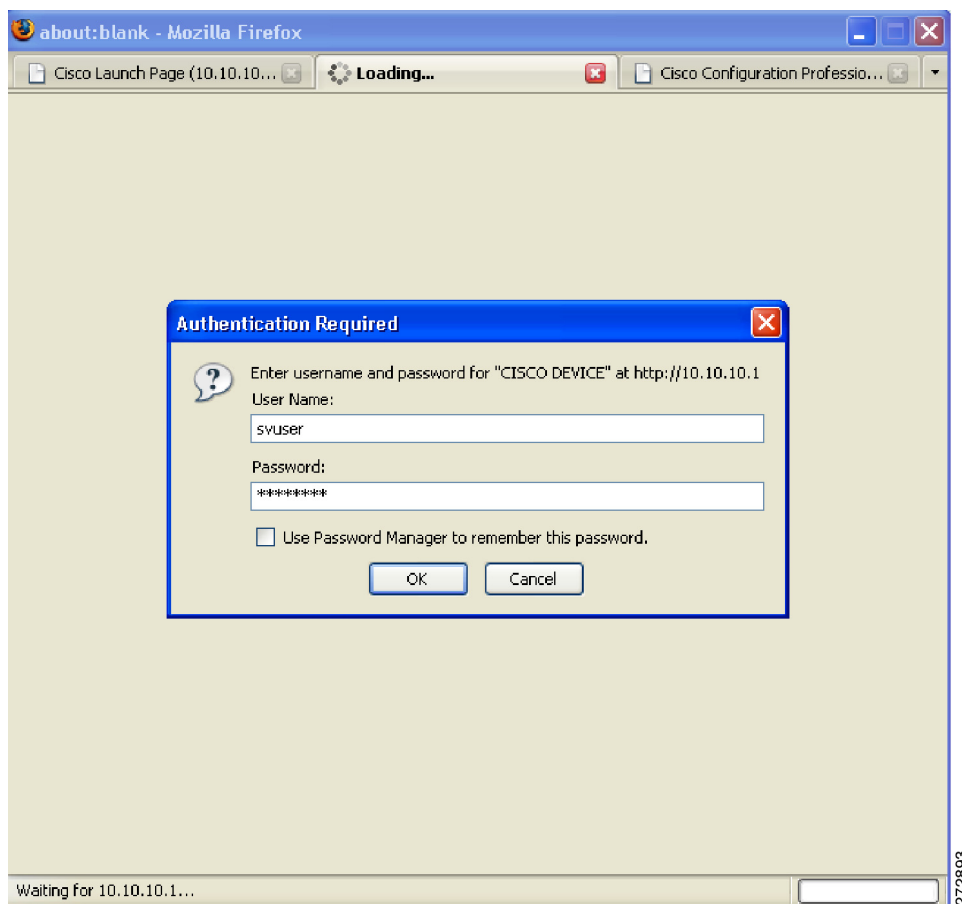 about:blank - Mozilla Firefox
Cisco Launch Page (10.10.10... Loading... Cisco Configuration Professio...
Authentication Required
Enter username and password for "CISCO DEVICE" at http://10.10.10.1
User Name:
svuser
Password:
********
Use Password Manager to remember this password.
OK Cancel
Waiting for 10.10.10.1...
272893